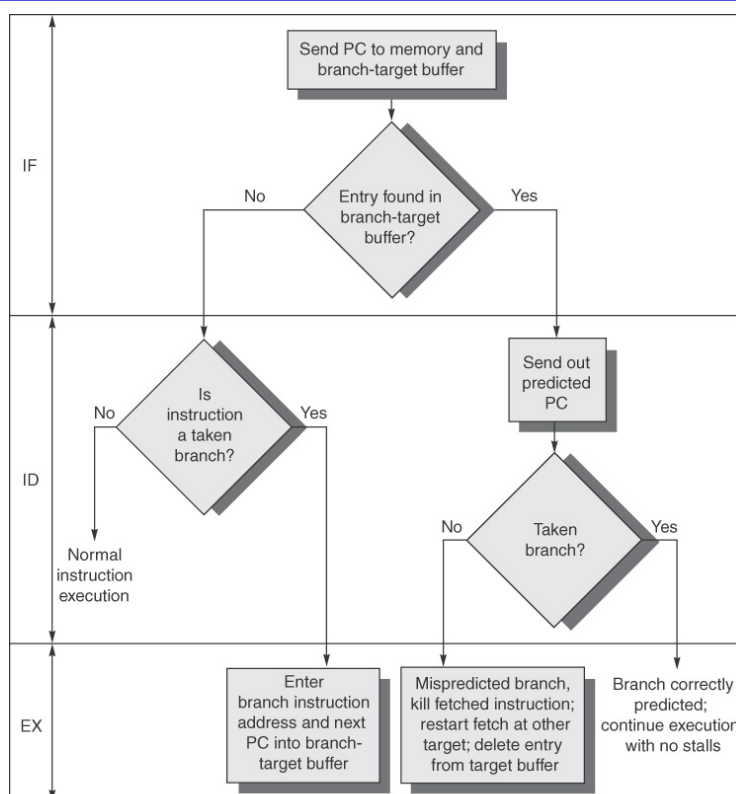 Send PC to memory and
branch-target buffer
IF
No
Entry found in
branch-target
buffer?
Yes
Send out
predicted
PC
No
Is
instruction
a taken
branch?
Yes
ID
No
Taken
branch?
Yes
Normal
instruction
execution
EX
Enter
branch instruction
address and next
PC into branch-
target buffer
Mispredicted branch,
kill fetched instruction;
restart fetch at other
target; delete entry
from target buffer
Branch correctly
predicted;
continue execution
with no stalls